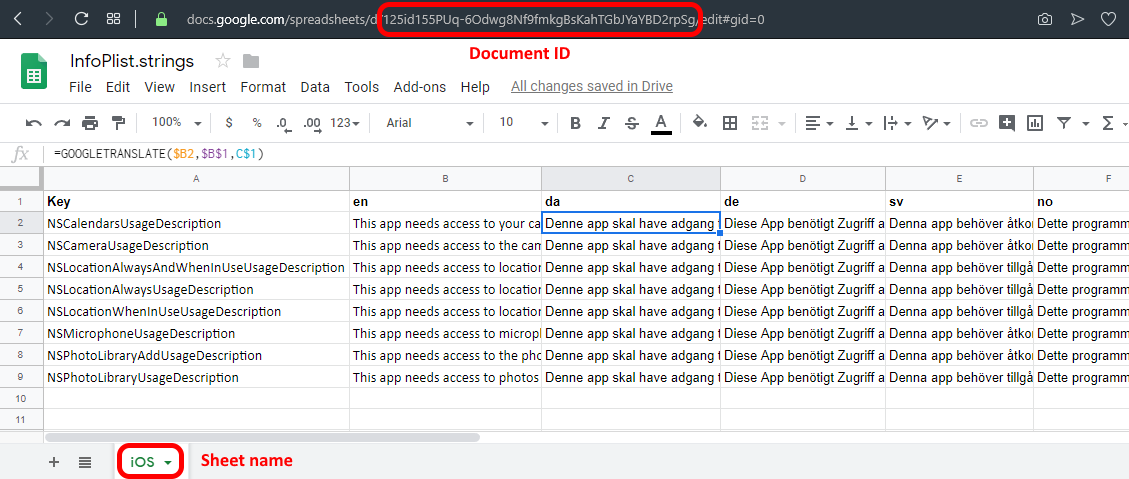 docs.google.com/spreadsheets/d/125id155PUq-6Odwg8Nf9fmkgBsKahTGbJYaYBD2rpSg/edit#gid=0
Document ID
InfoPlist.strings
File Edit View Insert Format Data Tools Add-ons Help All changes saved in Drive
100% $ % .0 .00 123 Arial 10 B I S A
fx =GOOGLETRANSLATE($B2,$B$1,C$1)
A B C D E F
1 Key en da de sv no
2 NSCalendarsUsageDescription This app needs access to your ca Denne app skal have adgang t Diese App benötigt Zugriff a Denna app behöver åtkor Dette programm
3 NSCameraUsageDescription This app needs access to the cam Denne app skal have adgang t Diese App benötigt Zugriff a Denna app behöver åtkor Dette programm
4 NSLocationAlwaysAndWhenInUseUsageDescription This app needs access to location Denne app skal have adgang t Diese App benötigt Zugriff a Denna app behöver tillgå Dette programm
5 NSLocationAlwaysUsageDescription This app needs access to location Denne app skal have adgang t Diese App benötigt Zugriff a Denna app behöver tillgå Dette programm
6 NSLocationWhenInUseUsageDescription This app needs access to location Denne app skal have adgang t Diese App benötigt Zugriff a Denna app behöver tillgå Dette programm
7 NSMicrophoneUsageDescription This app needs access to microph Denne app skal have adgang t Diese App benötigt Zugriff a Denna app behöver åtkor Dette programm
8 NSPhotoLibraryAddUsageDescription This app needs access to the pho Denne app skal have adgang t Diese App benötigt Zugriff a Denna app behöver åtkor Dette programm
9 NSPhotoLibraryUsageDescription This app needs access to photos Denne app skal have adgang t Diese App benötigt Zugriff a Denna app behöver tillgå Dette programm
10
11
iOS Sheet name